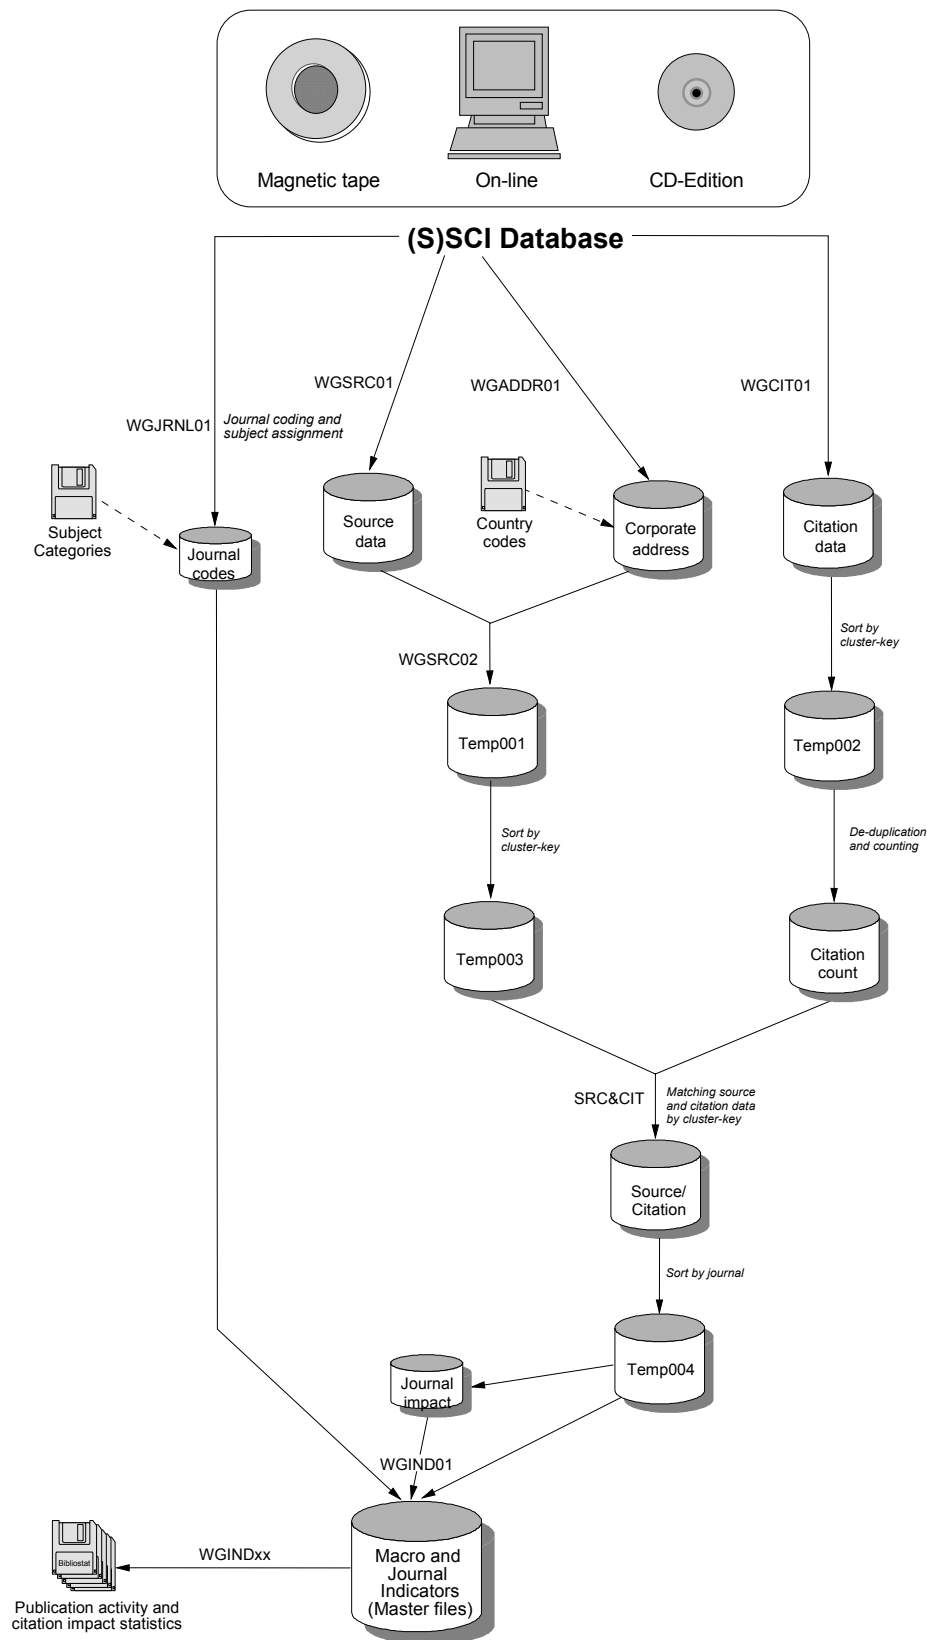 Magnetic tape
On-line
CD-Edition
(S)SCI Database
WGSRC01
WGADDR01
WGCIT01
WGJRNL01
Journal coding and
subject assignment
Subject
Categories
Journal
codes
Source
data
Country
codes
Corporate
address
Citation
data
Sort by
cluster-key
WGSRC02
Temp001
Temp002
Sort by
cluster-key
De-duplication
and counting
Temp003
Citation
count
SRC&CIT
Matching source
and citation data
by cluster-key
Source/
Citation
Sort by journal
Temp004
Journal
impact
WGIND01
WGINDxx
Macro and
Journal
Indicators
(Master files)
Bibliostat
Publication activity and
citation impact statistics